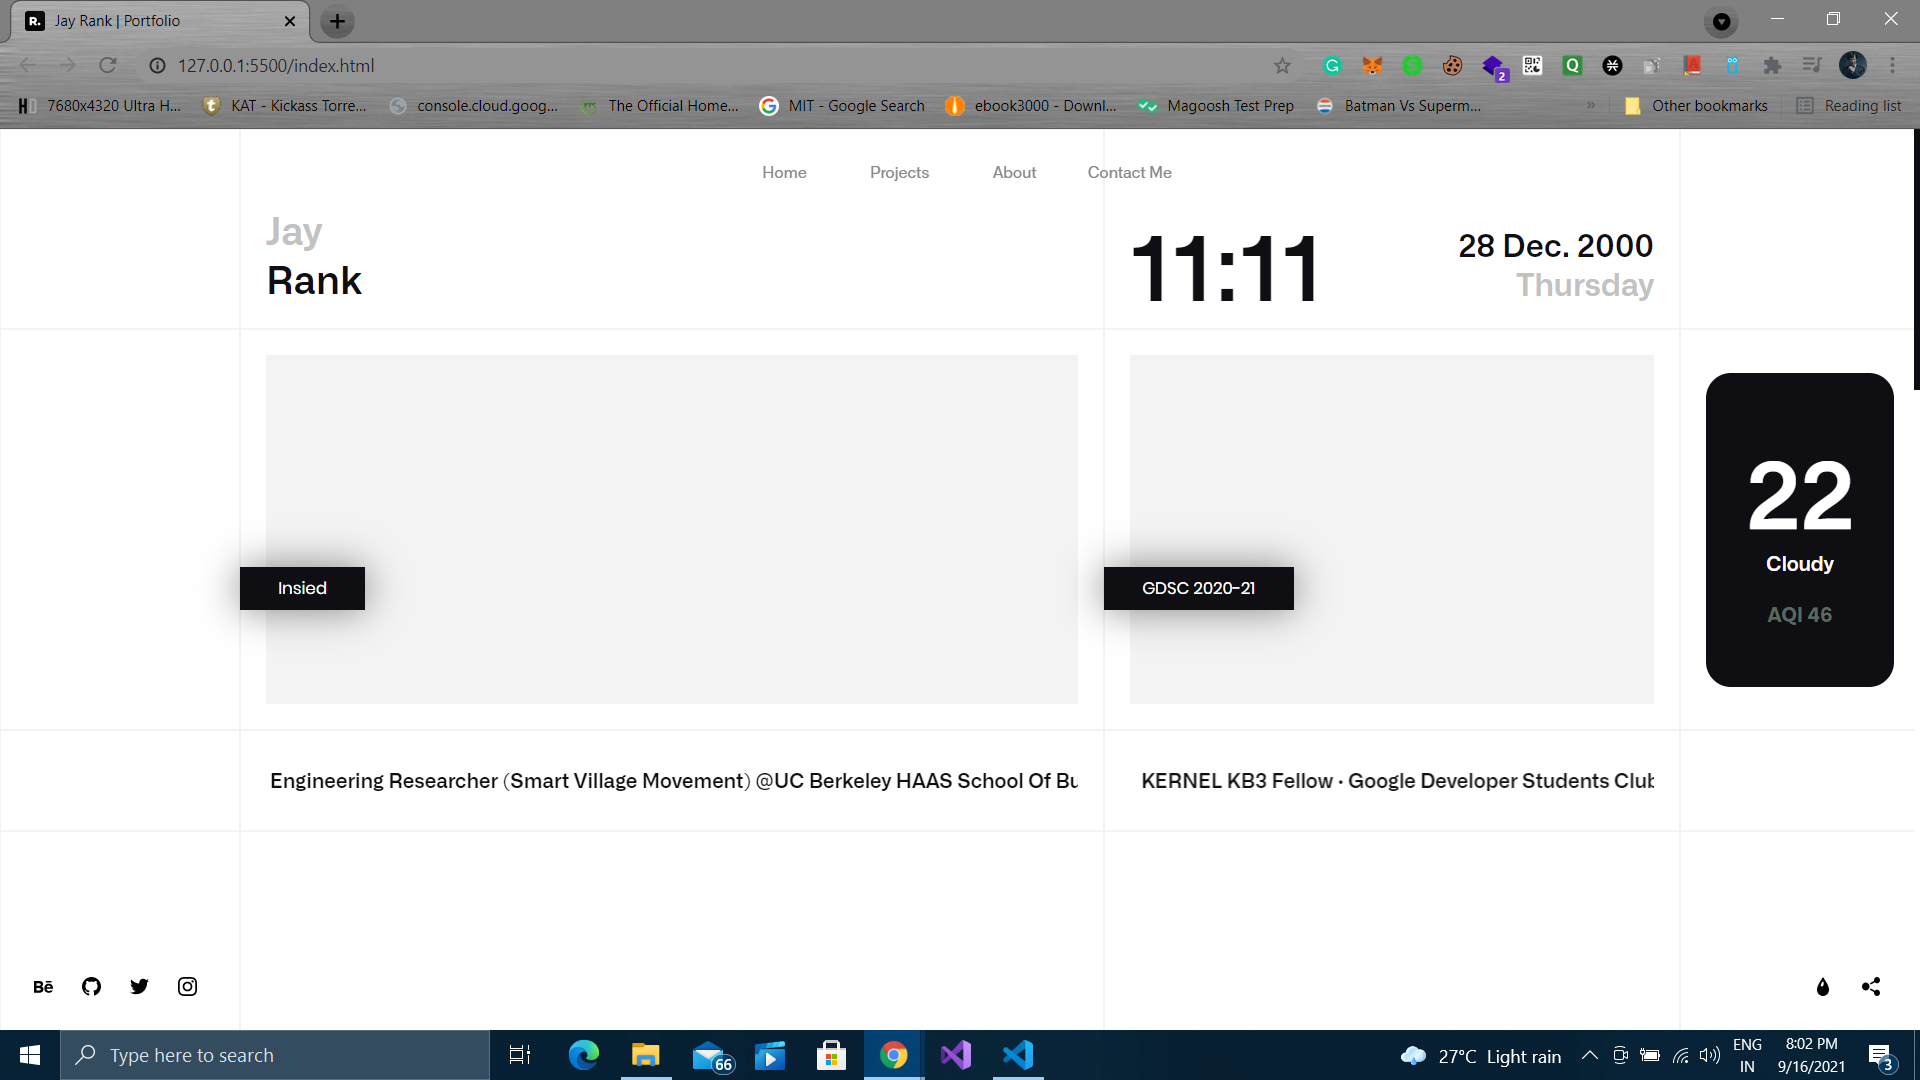 R. Jay Rank | Portfolio
127.0.0.1:5500/index.html
2
HD 7680x4320 Ultra H...
KAT - Kickass Torre...
console.cloud.goog...
The Official Home...
MIT - Google Search
ebook3000 - Downl...
Magoosh Test Prep
Batman Vs Superm...
»
Other bookmarks
Reading list
Home
Projects
About
Contact Me
Jay
Rank
11:11
28 Dec. 2000
Thursday
Insied
GDSC 2020-21
22
Cloudy
AQI 46
Engineering Researcher (Smart Village Movement) @UC Berkeley HAAS School Of Bu
KERNEL KB3 Fellow · Google Developer Students Club
Bē
Type here to search
66
27°C Light rain
ENG
IN
8:02 PM
9/16/2021
3